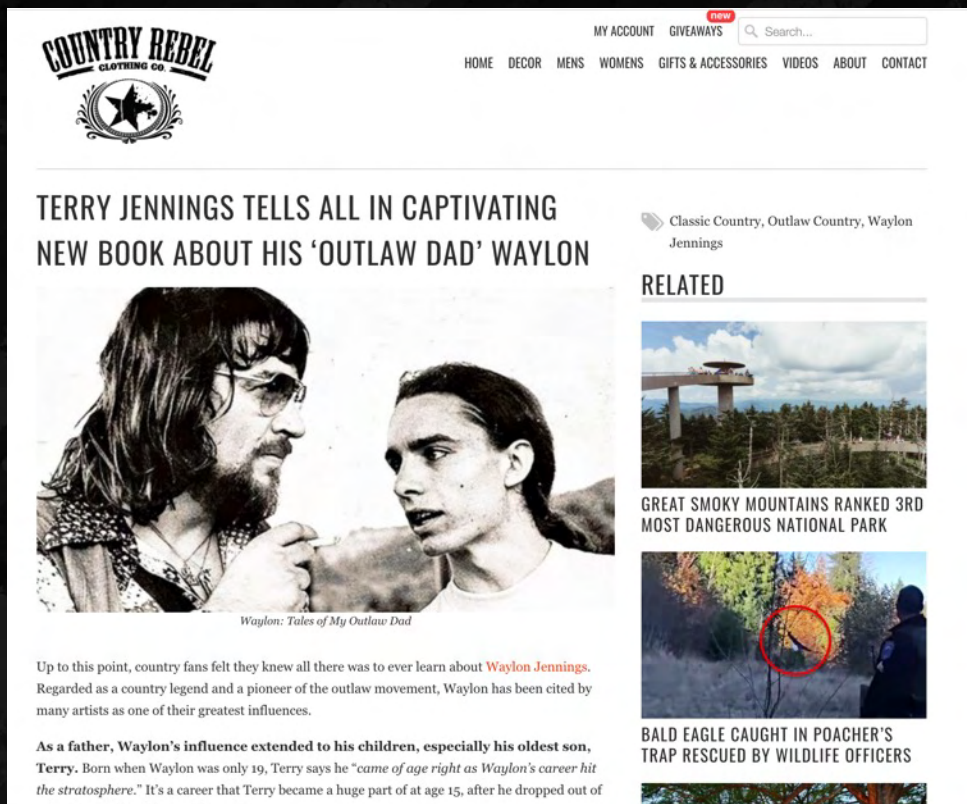 COUNTRY REBEL
CLOTHING CO.
MY ACCOUNT GIVEAWAYS new Search...
HOME DECOR MENS WOMENS GIFTS & ACCESSORIES VIDEOS ABOUT CONTACT
TERRY JENNINGS TELLS ALL IN CAPTIVATING
NEW BOOK ABOUT HIS ‘OUTLAW DAD’ WAYLON
Waylon: Tales of My Outlaw Dad
Up to this point, country fans felt they knew all there was to ever learn about Waylon Jennings.
Regarded as a country legend and a pioneer of the outlaw movement, Waylon has been cited by
many artists as one of their greatest influences.
As a father, Waylon’s influence extended to his children, especially his oldest son,
Terry. Born when Waylon was only 19, Terry says he “came of age right as Waylon’s career hit
the stratosphere.” It’s a career that Terry became a huge part of at age 15, after he dropped out of
Classic Country, Outlaw Country, Waylon
Jennings
RELATED
GREAT SMOKY MOUNTAINS RANKED 3RD
MOST DANGEROUS NATIONAL PARK
BALD EAGLE CAUGHT IN POACHER’S
TRAP RESCUED BY WILDLIFE OFFICERS